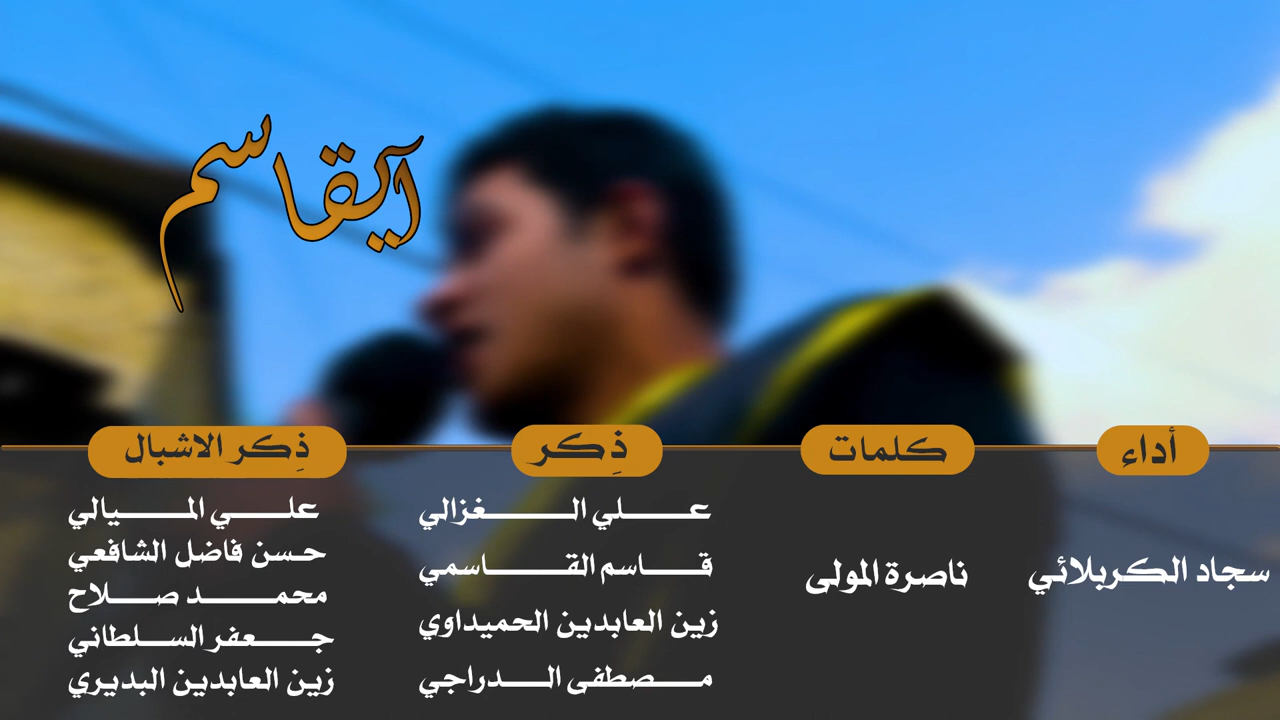 آيقاسم
أداء
سجاد الكربلائي
كلمات
ناصرة المولى
ذِكر
علي الغزالي
قاسم القاسمي
زين العابدين الحميداوي
مصطفى الدراجي
ذِكر الاشبال
علي الميالي
حسن فاضل الشافعي
محمد صلاح
جعفر السلطاني
زين العابدين البديري